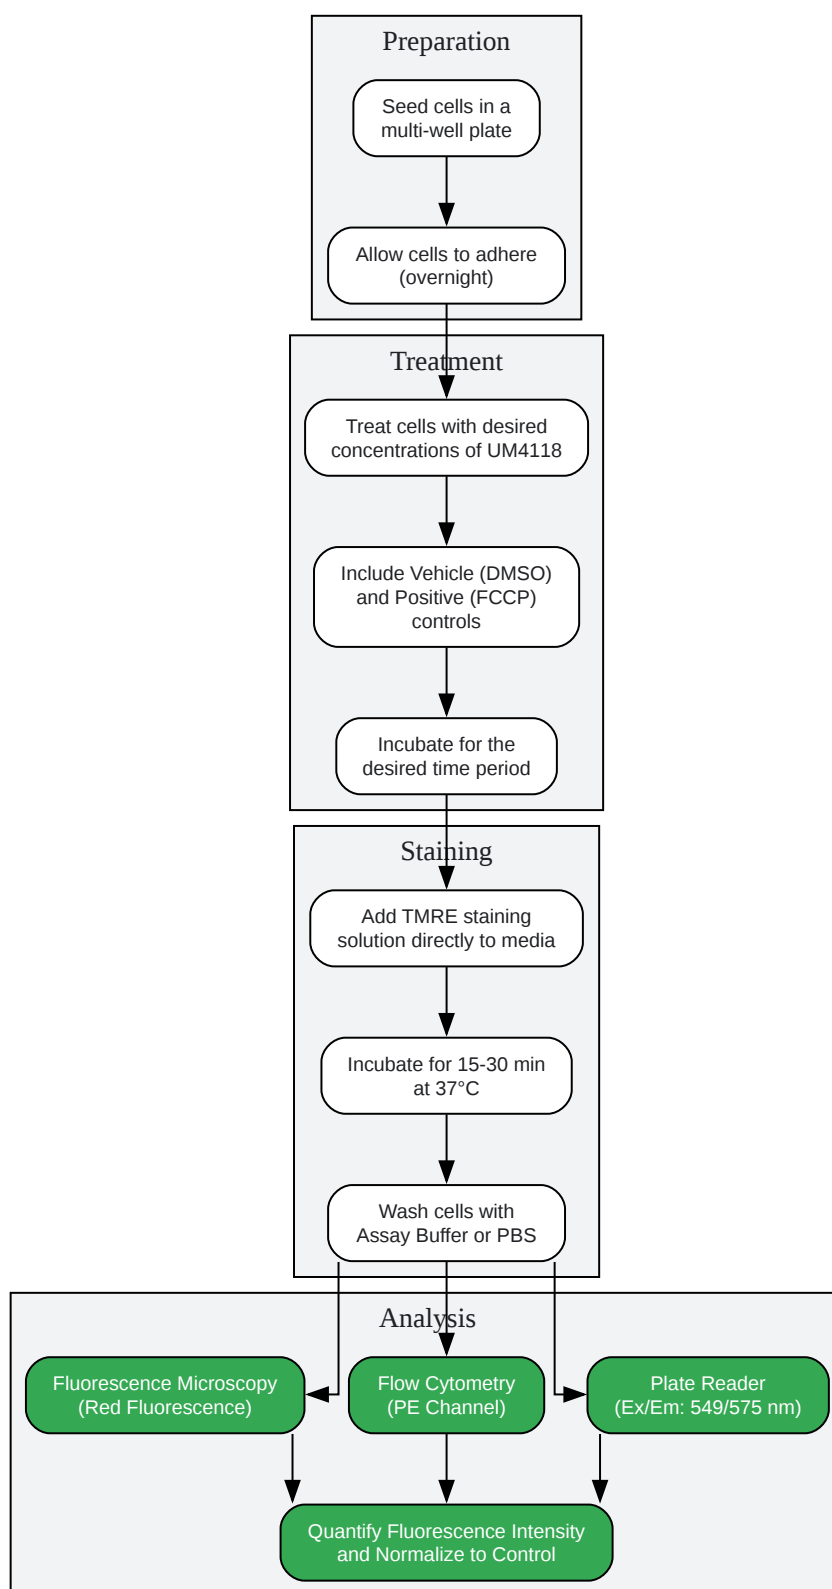 Preparation
Seed cells in a
multi-well plate
Allow cells to adhere
(overnight)
Treatment
Treat cells with desired
concentrations of UM4118
Include Vehicle (DMSO)
and Positive (FCCP)
controls
Incubate for the
desired time period
Staining
Add TMRE staining
solution directly to media
Incubate for 15-30 min
at 37°C
Wash cells with
Assay Buffer or PBS
Analysis
Fluorescence Microscopy
(Red Fluorescence)
Flow Cytometry
(PE Channel)
Plate Reader
(Ex/Em: 549/575 nm)
Quantify Fluorescence Intensity
and Normalize to Control